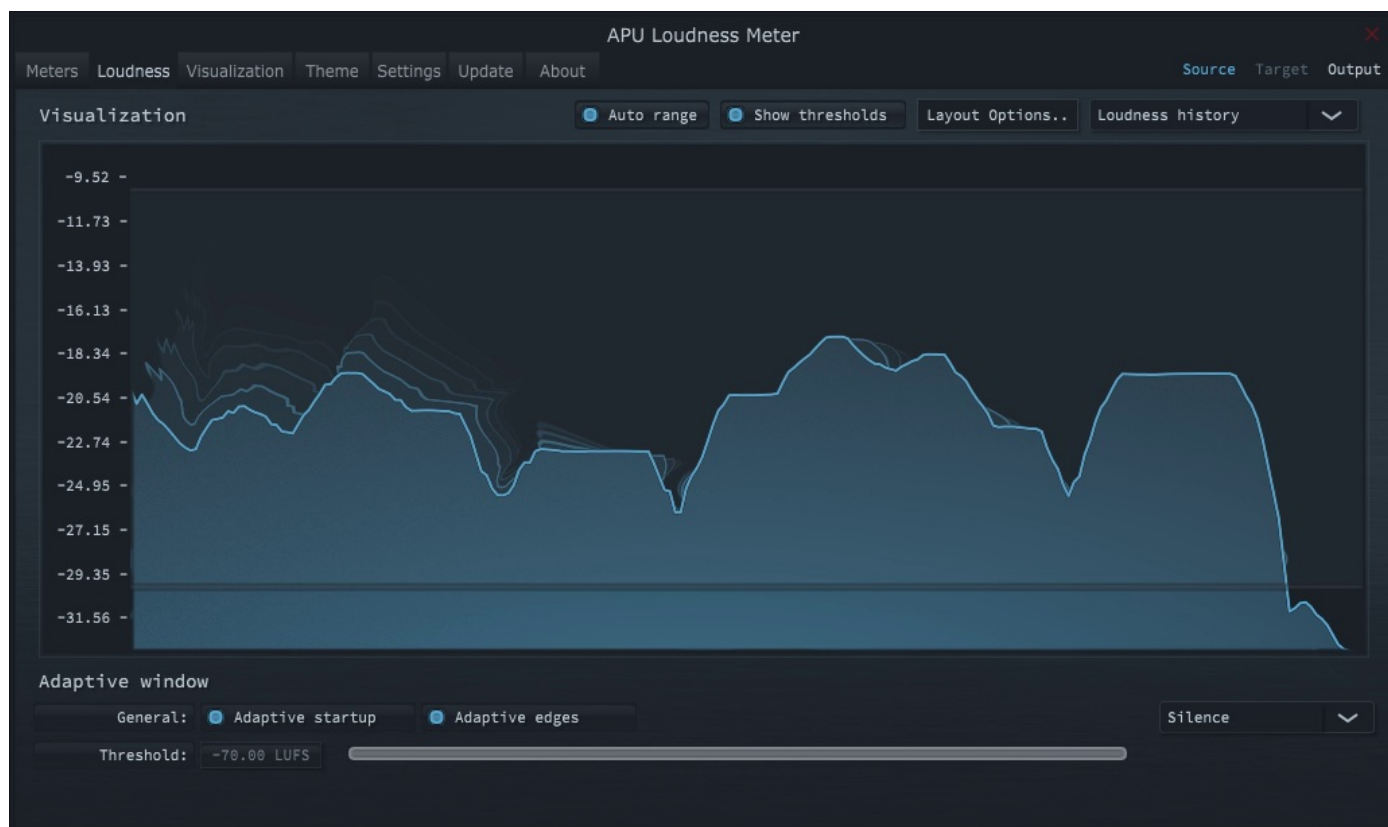 APU Loudness Meter
Meters Loudness Visualization Theme Settings Update About Source Target Output
Visualization Auto range Show thresholds Layout Options.. Loudness history
-9.52 -
-11.73 -
-13.93 -
-16.13 -
-18.34 -
-20.54 -
-22.74 -
-24.95 -
-27.15 -
-29.35 -
-31.56 -
Adaptive window
General: Adaptive startup Adaptive edges Silence
Threshold: -70.00 LUFS